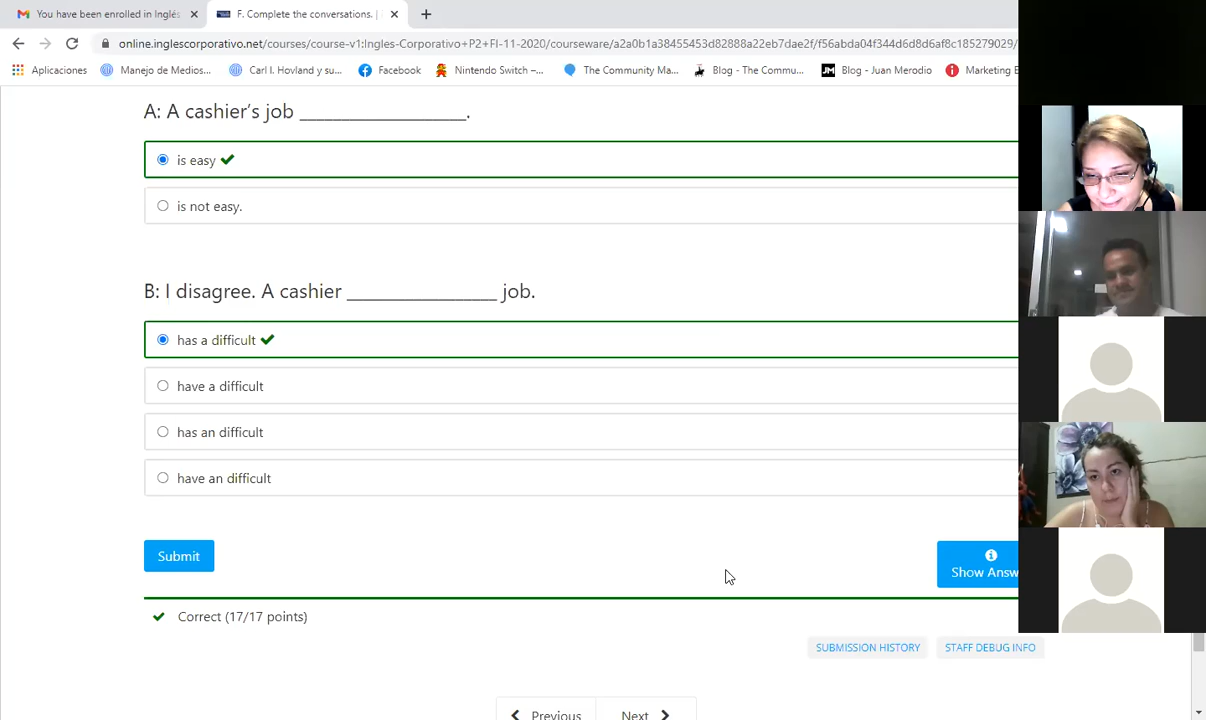 You have been enrolled in Inglés
F. Complete the conversations. |
online.inglescorporativo.net/courses/course-v1:Ingles-Corporativo+P2+FI-11-2020/courseware/a2a0b1a38455453d82888a22eb7dae2f/f56abda04f344d6d8d6af8c185279029/
Aplicaciones
Manejo de Medios...
Carl I. Hovland y su...
Facebook
Nintendo Switch –...
The Community Ma...
Blog - The Commu...
JM Blog - Juan Merodio
Marketing E
A: A cashier's job __________________.
is easy
is not easy.
B: I disagree. A cashier ________________ job.
has a difficult
have a difficult
has an difficult
have an difficult
Submit
Show Answ
Correct (17/17 points)
SUBMISSION HISTORY
STAFF DEBUG INFO
Previous
Next